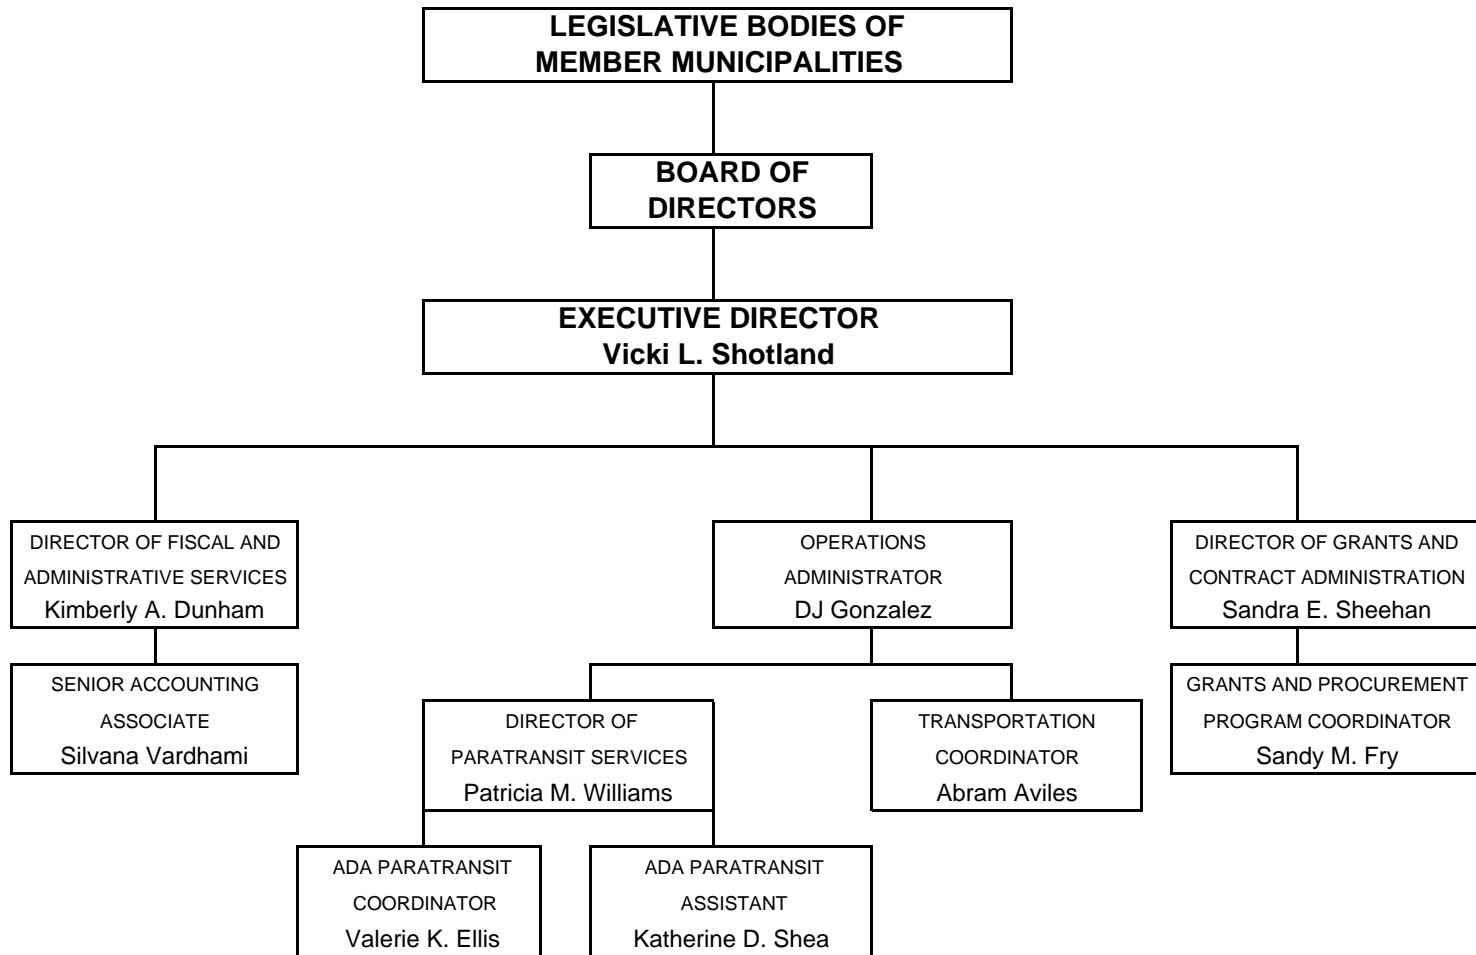 LEGISLATIVE BODIES OF
MEMBER MUNICIPALITIES
BOARD OF
DIRECTORS
EXECUTIVE DIRECTOR
Vicki L. Shotland
DIRECTOR OF FISCAL AND
ADMINISTRATIVE SERVICES
Kimberly A. Dunham
OPERATIONS
ADMINISTRATOR
DJ Gonzalez
DIRECTOR OF GRANTS AND
CONTRACT ADMINISTRATION
Sandra E. Sheehan
SENIOR ACCOUNTING
ASSOCIATE
Silvana Vardhami
DIRECTOR OF
PARATRANSIT SERVICES
Patricia M. Williams
TRANSPORTATION
COORDINATOR
Abram Aviles
GRANTS AND PROCUREMENT
PROGRAM COORDINATOR
Sandy M. Fry
ADA PARATRANSIT
COORDINATOR
Valerie K. Ellis
ADA PARATRANSIT
ASSISTANT
Katherine D. Shea